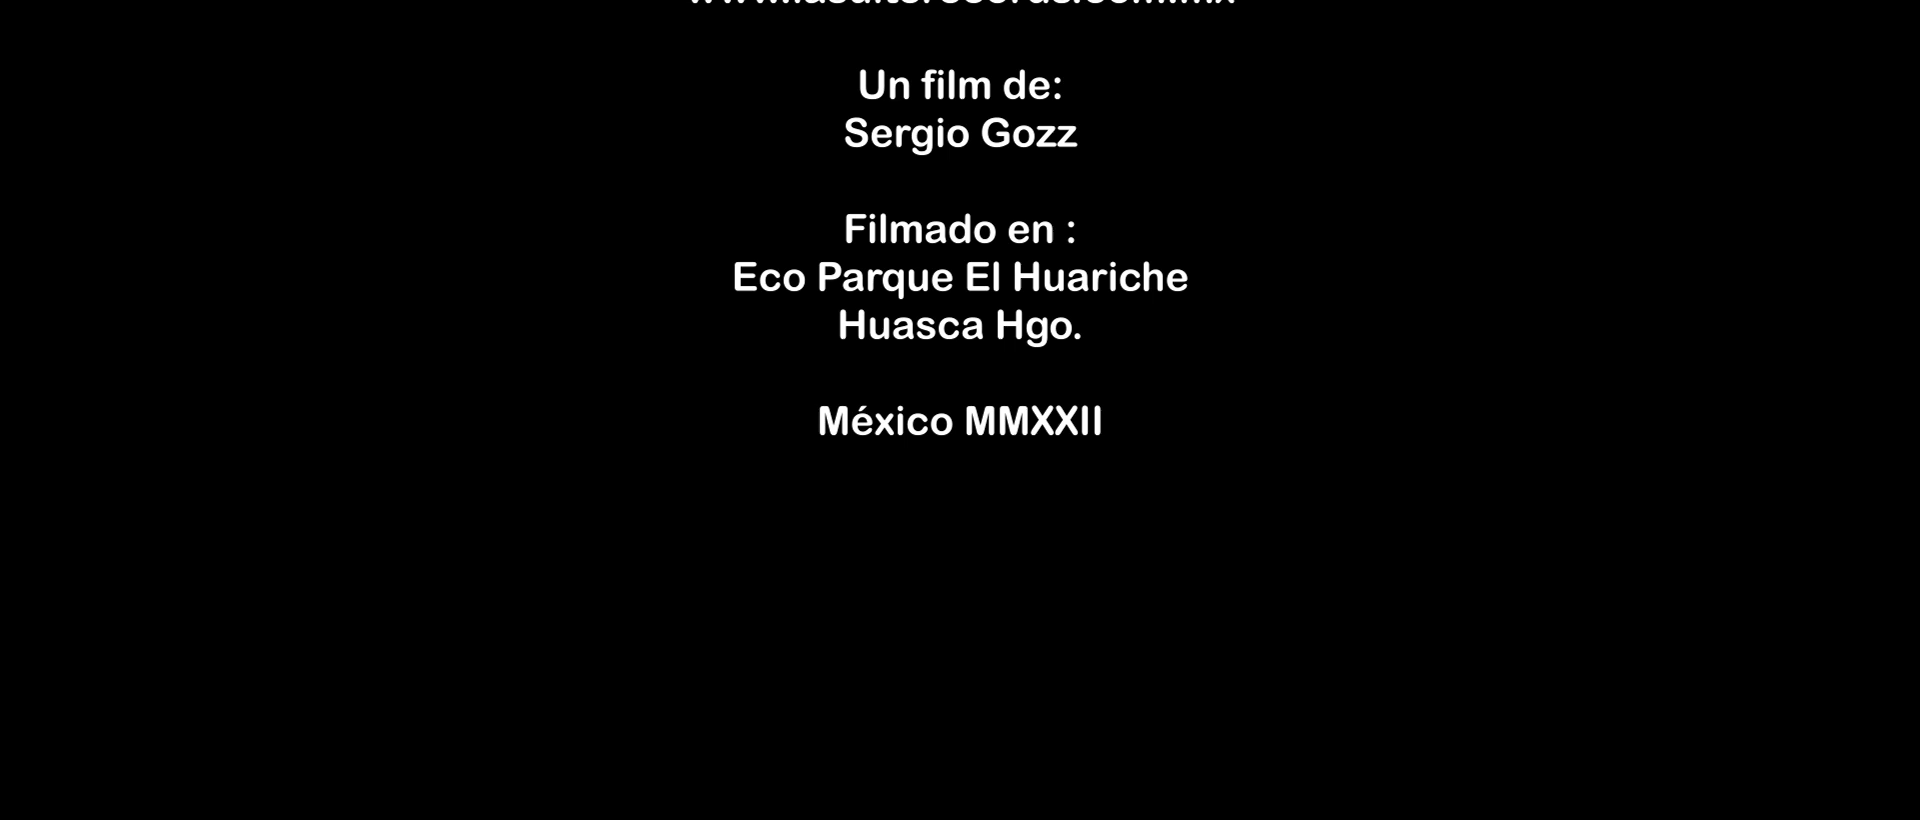 Un film de:
Sergio Gozz
Filmado en :
Eco Parque El Huariche
Huasca Hgo.
México MMXXII